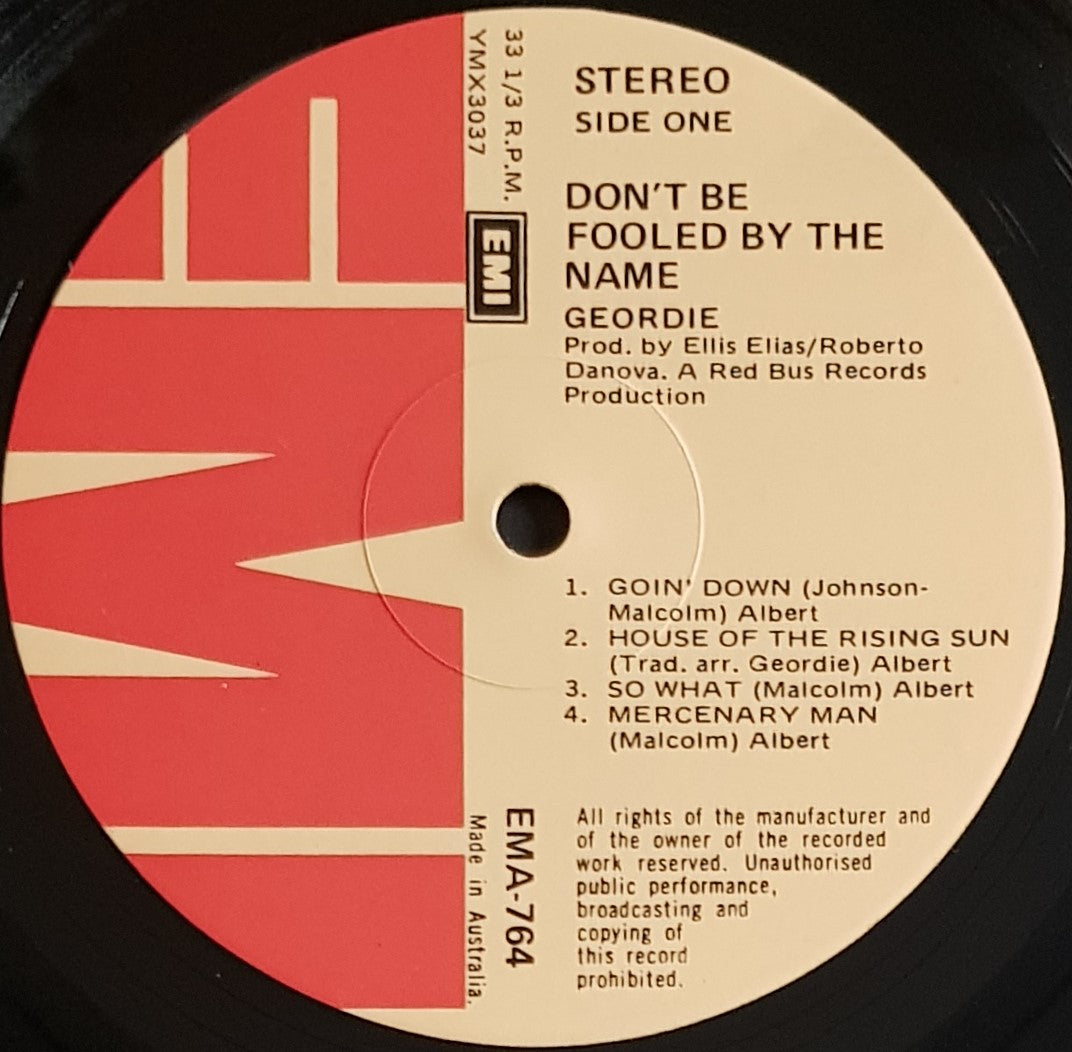 STEREO
SIDE ONE
33 1/3 R.P.M.
YMX3037
EMI
DON'T BE
FOOLED BY THE
NAME
GEORDIE
Prod. by Ellis Elias/Roberto
Danova. A Red Bus Records
Production
1. GOIN' DOWN (Johnson-
Malcolm) Albert
2. HOUSE OF THE RISING SUN
(Trad. arr. Geordie) Albert
3. SO WHAT (Malcolm) Albert
4. MERCENARY MAN
(Malcolm) Albert
EMA-764
Made in Australia.
All rights of the manufacturer and
of the owner of the recorded
work reserved. Unauthorised
public performance,
broadcasting and
copying of
this record
prohibited.
EMI